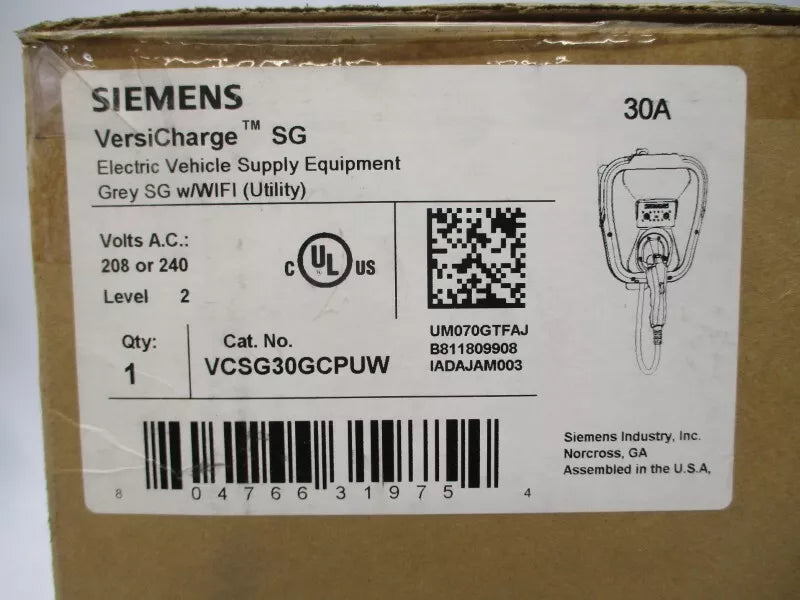 SIEMENS
VersiCharge™ SG
Electric Vehicle Supply Equipment
Grey SG w/WIFI (Utility)
30A
SIEMENS
Volts A.C.:
208 or 240
Level 2
C UL US
Qty:
1
Cat. No.
VCSG30GCPUW
UM070GTFAJ
B811809908
IADAJAM003
8 04766 31975 4
Siemens Industry, Inc.
Norcross, GA
Assembled in the U.S.A,